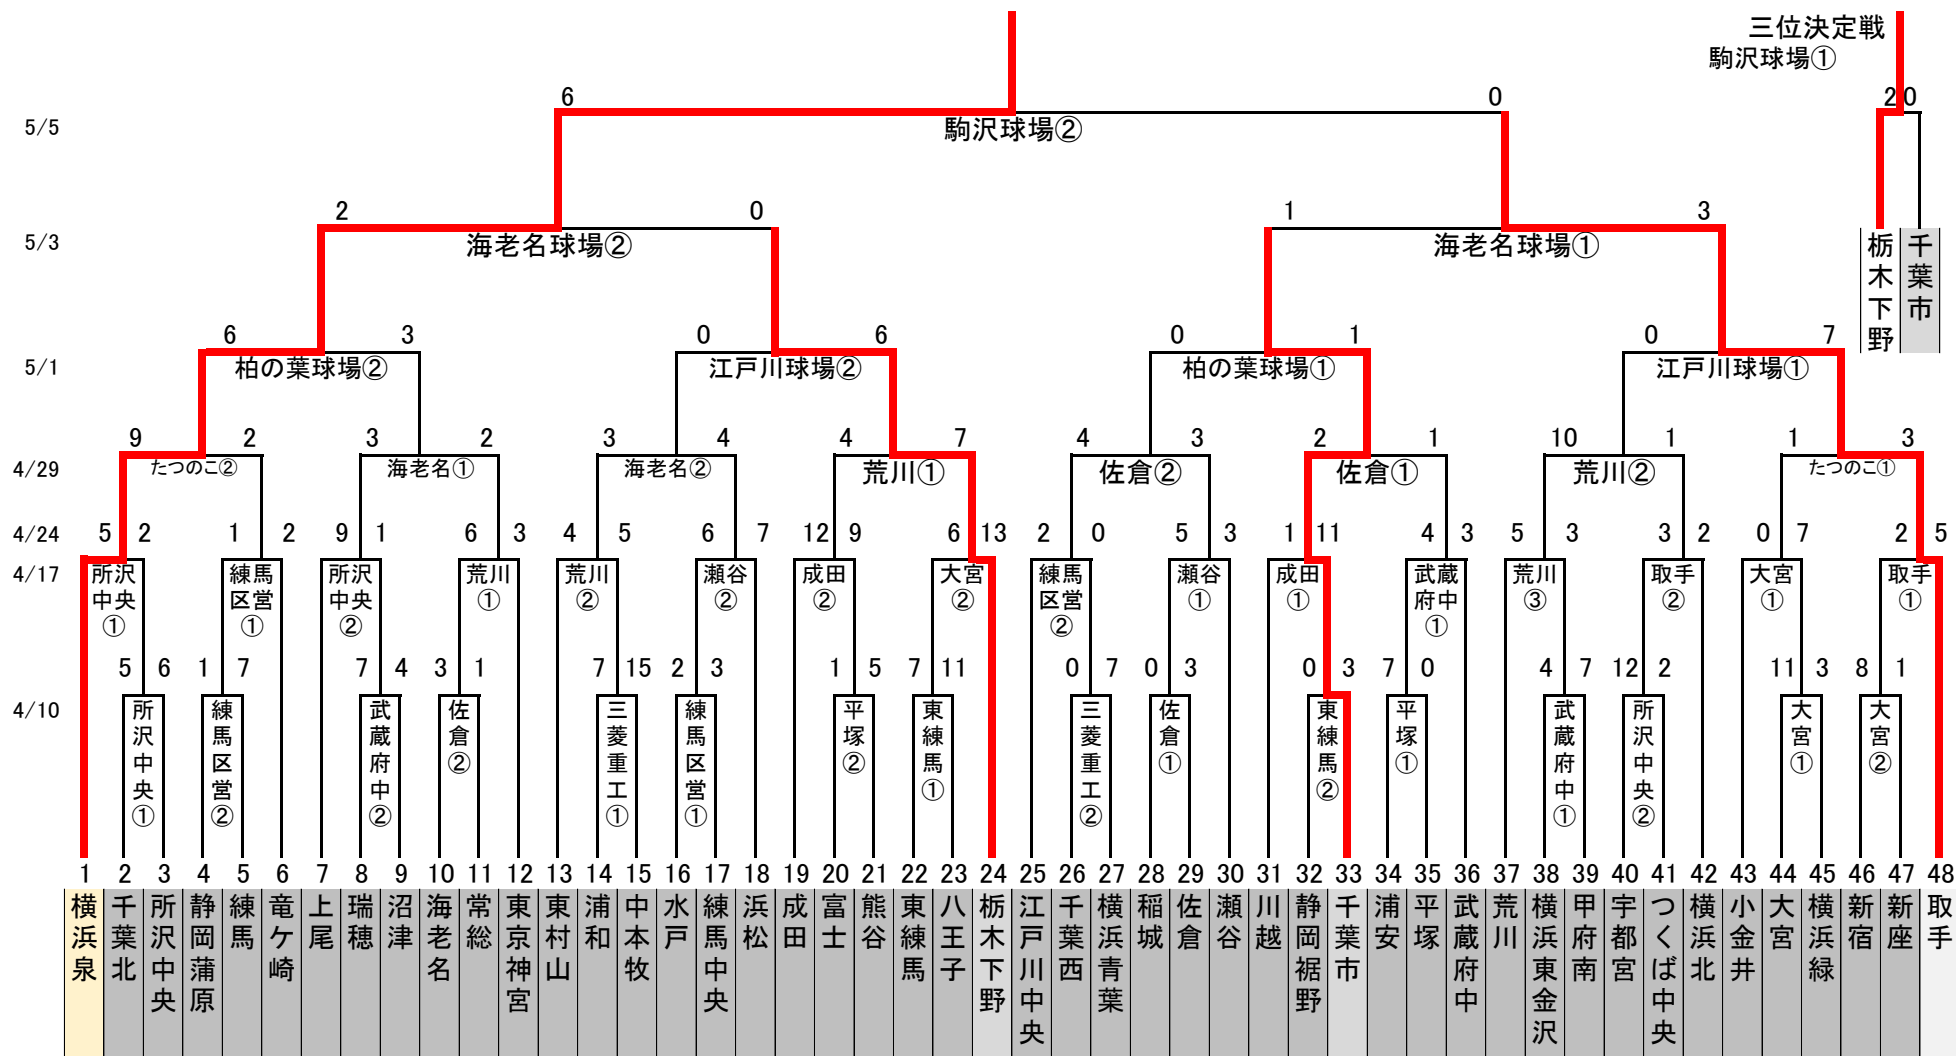 三位決定戦
駒沢球場①
6 0 2 0
5/5
駒沢球場②
2 0 1 3
5/3
海老名球場② 海老名球場① 栃木下野 千葉市
6 3 0 6 0 1 0 7
5/1
柏の葉球場② 江戸川球場② 柏の葉球場① 江戸川球場①
9 2 3 2 3 4 4 7 4 3 2 1 10 1 1 3
4/29
たつのこ② 海老名① 海老名② 荒川① 佐倉② 佐倉① 荒川② たつのこ①
4/24
5 2 1 2 9 1 6 3 4 5 6 7 12 9 6 13 2 0 5 3 1 11 4 3 5 3 3 2 0 7 2 5
4/17
所沢中央① 練馬区営① 所沢中央② 荒川① 荒川② 瀬谷② 成田② 大宮② 練馬区営② 瀬谷① 成田① 武蔵府中① 荒川③ 取手② 大宮① 取手①
5 6 1 7 7 4 3 1 7 15 2 3 1 5 7 11 0 7 0 3 0 3 7 0 4 7 12 2 11 3 8 1
4/10
所沢中央① 練馬区営② 武蔵府中② 佐倉② 三菱重工① 練馬区営① 平塚② 東練馬① 三菱重工② 佐倉① 東練馬② 平塚① 武蔵府中① 所沢中央② 大宮① 大宮②
1 2 3 4 5 6 7 8 9 10 11 12 13 14 15 16 17 18 19 20 21 22 23 24 25 26 27 28 29 30 31 32 33 34 35 36 37 38 39 40 41 42 43 44 45 46 47 48
横浜泉
千葉北
所沢中央
静岡蒲原
練馬
竜ケ崎
上尾
瑞穂
沼津
海老名
常総
東京神宮
東村山
浦和
中本牧
水戸
練馬中央
浜松
成田
富士
熊谷
東練馬
八王子
栃木下野
江戸川中央
千葉西
横浜青葉
稲城
佐倉
瀬谷
川越
静岡裾野
千葉市
浦安
平塚
武蔵府中
荒川
横浜東金沢
甲府南
宇都宮
つくば中央
横浜北
小金井
大宮
横浜緑
新宿
新座
取手